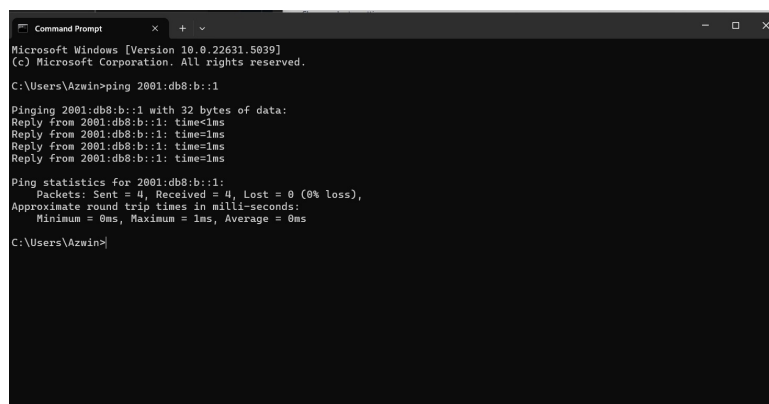 Command Prompt
Microsoft Windows [Version 10.0.22631.5039]
(c) Microsoft Corporation. All rights reserved.
C:\Users\Azwin>ping 2001:db8:b::1
Pinging 2001:db8:b::1 with 32 bytes of data:
Reply from 2001:db8:b::1: time<1ms
Reply from 2001:db8:b::1: time=1ms
Reply from 2001:db8:b::1: time=1ms
Reply from 2001:db8:b::1: time=1ms
Ping statistics for 2001:db8:b::1:
    Packets: Sent = 4, Received = 4, Lost = 0 (0% loss),
Approximate round trip times in milli-seconds:
    Minimum = 0ms, Maximum = 1ms, Average = 0ms
C:\Users\Azwin>